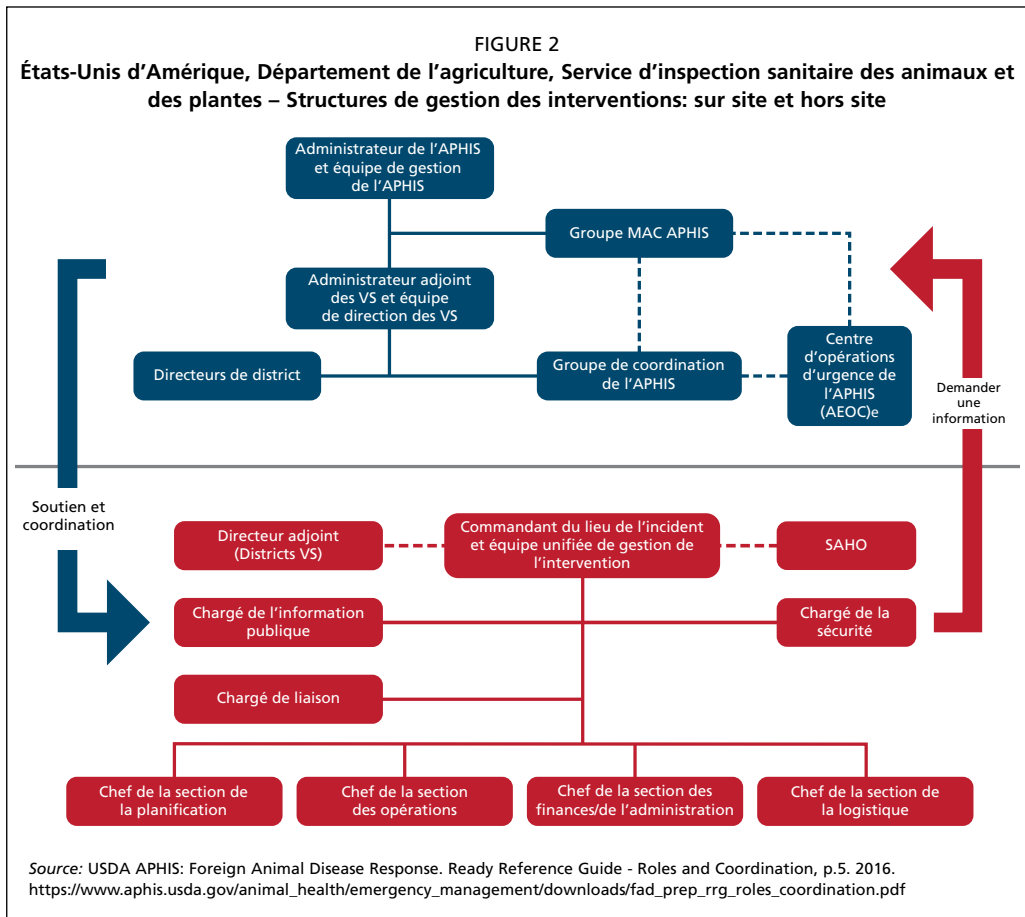 FIGURE 2
États-Unis d’Amérique, Département de l’agriculture, Service d’inspection sanitaire des animaux et
des plantes – Structures de gestion des interventions: sur site et hors site
Administrateur de l’APHIS
et équipe de gestion
de l’APHIS
Groupe MAC APHIS
Administrateur adjoint
des VS et équipe
de direction des VS
Directeurs de district
Groupe de coordination
de l’APHIS
Centre
d’opérations
d’urgence de
l’APHIS
(AEOC)e
Demander
une
information
Soutien et
coordination
Directeur adjoint
(Districts VS)
Commandant du lieu de l’incident
et équipe unifiée de gestion de
l’intervention
SAHO
Chargé de l’information
publique
Chargé de la
sécurité
Chargé de liaison
Chef de la section de
la planification
Chef de la section
des opérations
Chef de la section des
finances/de l’administration
Chef de la section de
la logistique
Source: USDA APHIS: Foreign Animal Disease Response. Ready Reference Guide - Roles and Coordination, p.5. 2016.
https://www.aphis.usda.gov/animal_health/emergency_management/downloads/fad_prep_rrg_roles_coordination.pdf